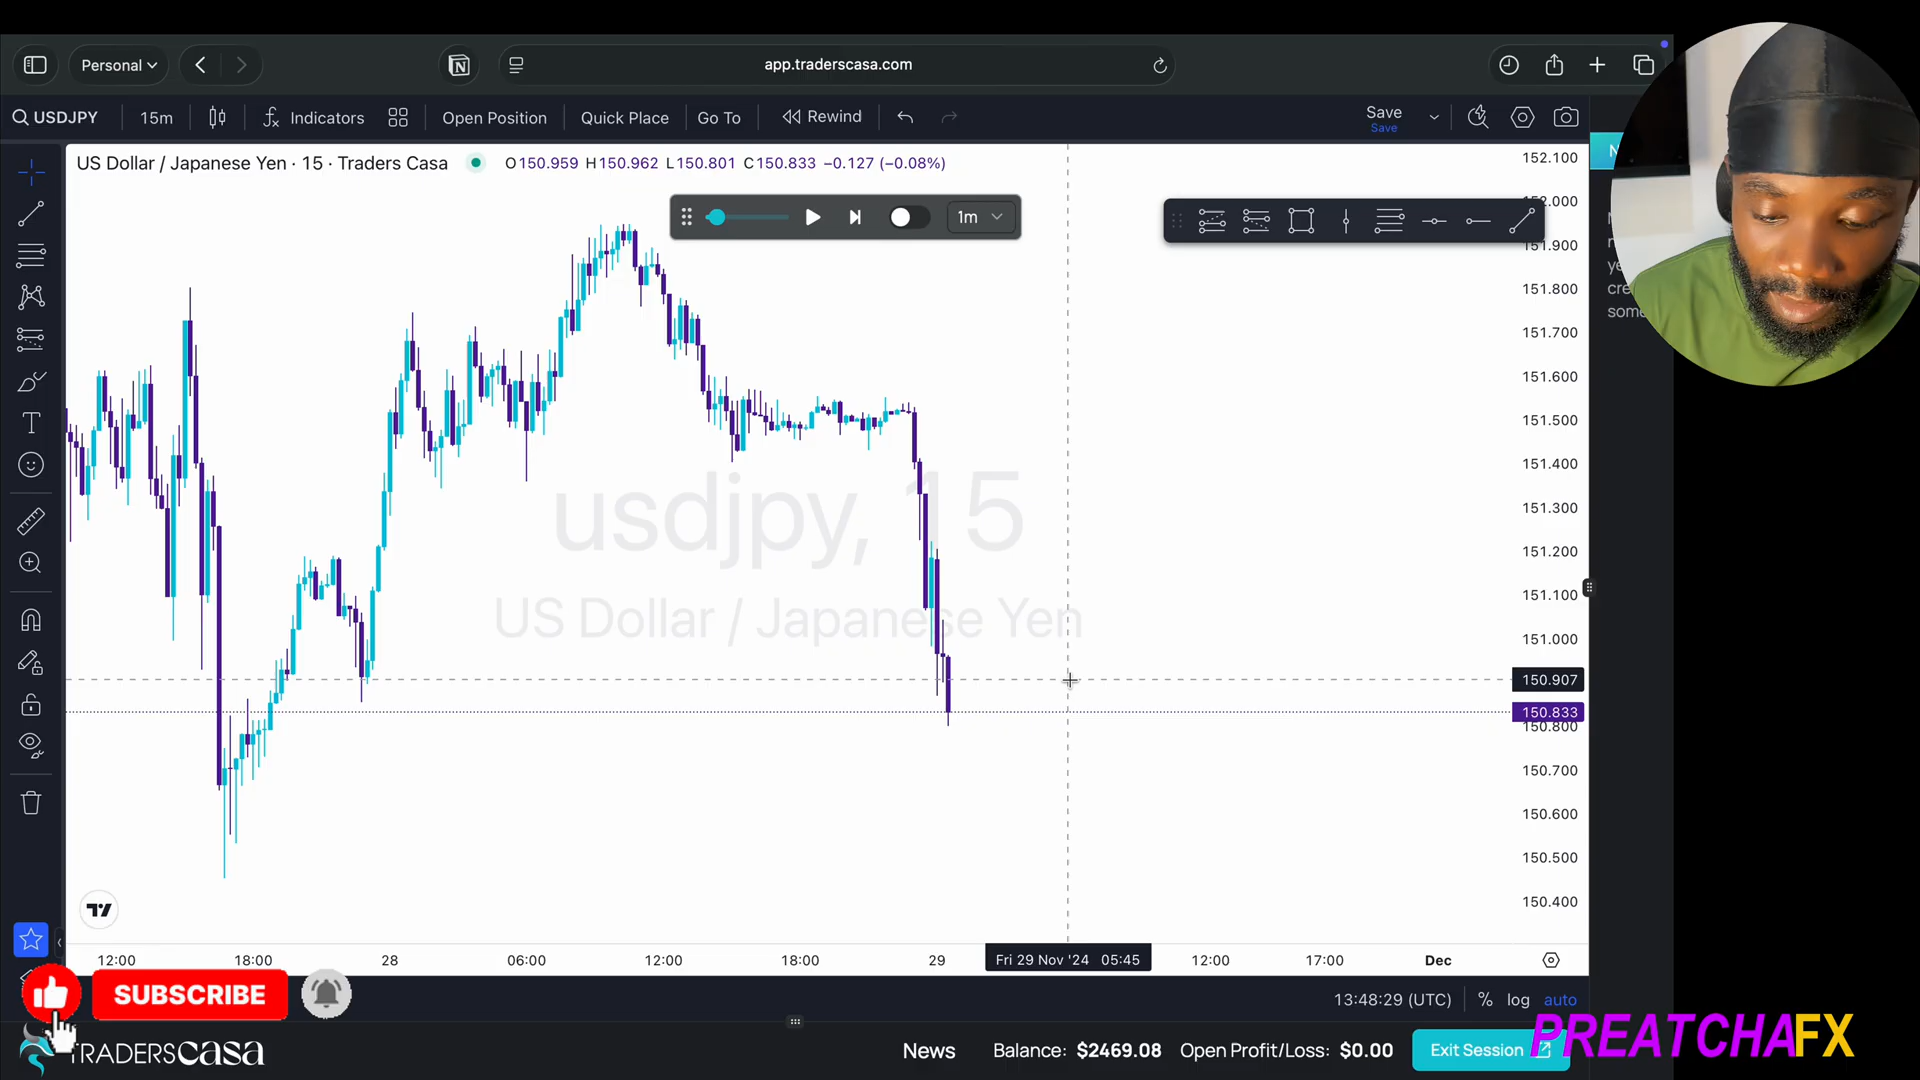 Personal
app.traderscasa.com
USDJPY
15m
Indicators
Open Position
Quick Place
Go To
Rewind
Save
Save
US Dollar / Japanese Yen · 15 · Traders Casa
O150.959 H150.962 L150.801 C150.833 −0.127 (−0.08%)
1m
usdjpy, 15
US Dollar / Japanese Yen
152.100
152.000
151.900
151.800
151.700
151.600
151.500
151.400
151.300
151.200
151.100
151.000
150.907
150.833
150.800
150.700
150.600
150.500
150.400
12:00
18:00
28
06:00
12:00
18:00
29
Fri 29 Nov '24 05:45
12:00
17:00
Dec
SUBSCRIBE
13:48:29 (UTC)
%
log
auto
TRADERSCASA
News
Balance: $2469.08
Open Profit/Loss: $0.00
Exit Session
PREATCHAFX